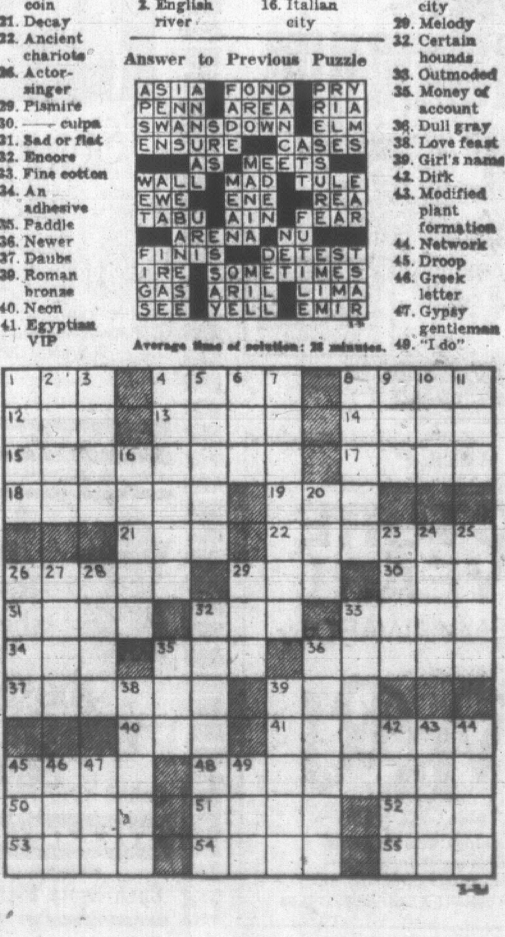 coin
21. Decay
22. Ancient
chariots
26. Actor-
singer
29. Pismire
30. —— culpa
31. Sad or flat
32. Encore
33. Fine cotton
34. An
adhesive
35. Paddle
36. Newer
37. Daubs
39. Roman
bronze
40. Neon
41. Egyptian
VIP
2. English
river
16. Italian
city
Answer to Previous Puzzle
ASIA FOND PRY
PENN AREA RIA
SWANSDOWN ELM
ENSURE CASES
AS MEETS
WALL MAD TULE
EWE ENE REA
TABU AIN FEAR
ARENA NU
FINIS DETEST
IRE SOMETIMES
GAS ARIL LIMA
SEE YELL EMIR
Average time of solution: 25 minutes.
city
29. Melody
32. Certain
hounds
33. Outmoded
35. Money of
account
36. Dull gray
38. Love feast
39. Girl's name
42. Dirk
43. Modified
plant
formation
44. Network
45. Droop
46. Greek
letter
47. Gypsy
gentleman
49. "I do"
1 2 3 4 5 6 7 8 9 10 11
12 13 14
15 16 17
18 19 20
21 22 23 24 25
26 27 28 29 30
31 32 33
34 35 36
37 38 39
40 41 42 43 44
45 46 47 48 49
50 51 52
53 54 55